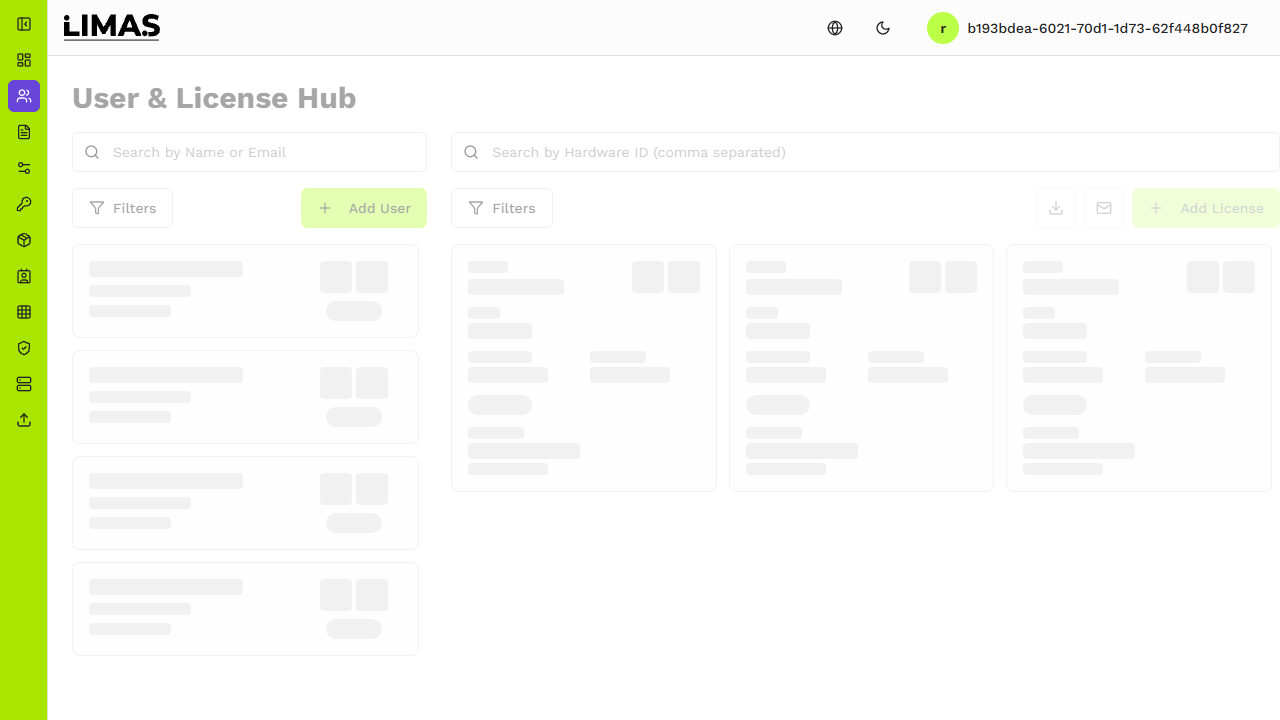 LIMAS
r
b193bdea-6021-70d1-1d73-62f448b0f827
User & License Hub
Search by Name or Email
Search by Hardware ID (comma separated)
Filters
Add User
Filters
Add License